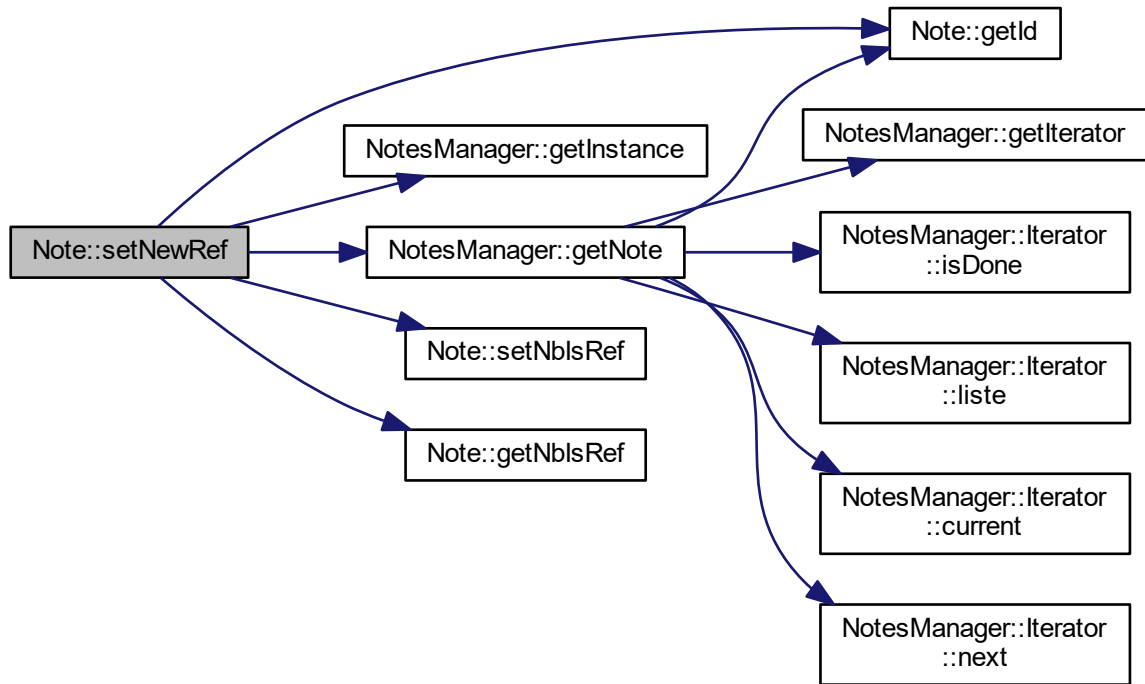 Note::getId
NotesManager::getIterator
NotesManager::getInstance
Note::setNewRef
NotesManager::getNote
NotesManager::Iterator
::isDone
Note::setNbIsRef
NotesManager::Iterator
::liste
Note::getNbIsRef
NotesManager::Iterator
::current
NotesManager::Iterator
::next